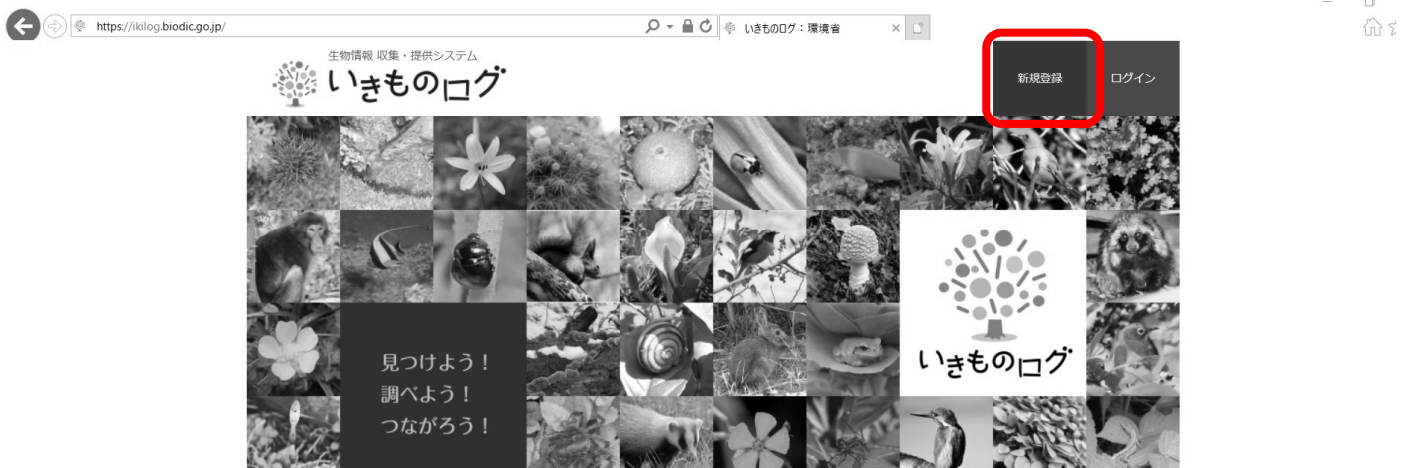 https://ikilog.biodic.go.jp/
いきものログ：環境省
生物情報 収集・提供システム
いきものログ
新規登録
ログイン
いきものログ
見つけよう！
調べよう！
つながろう！